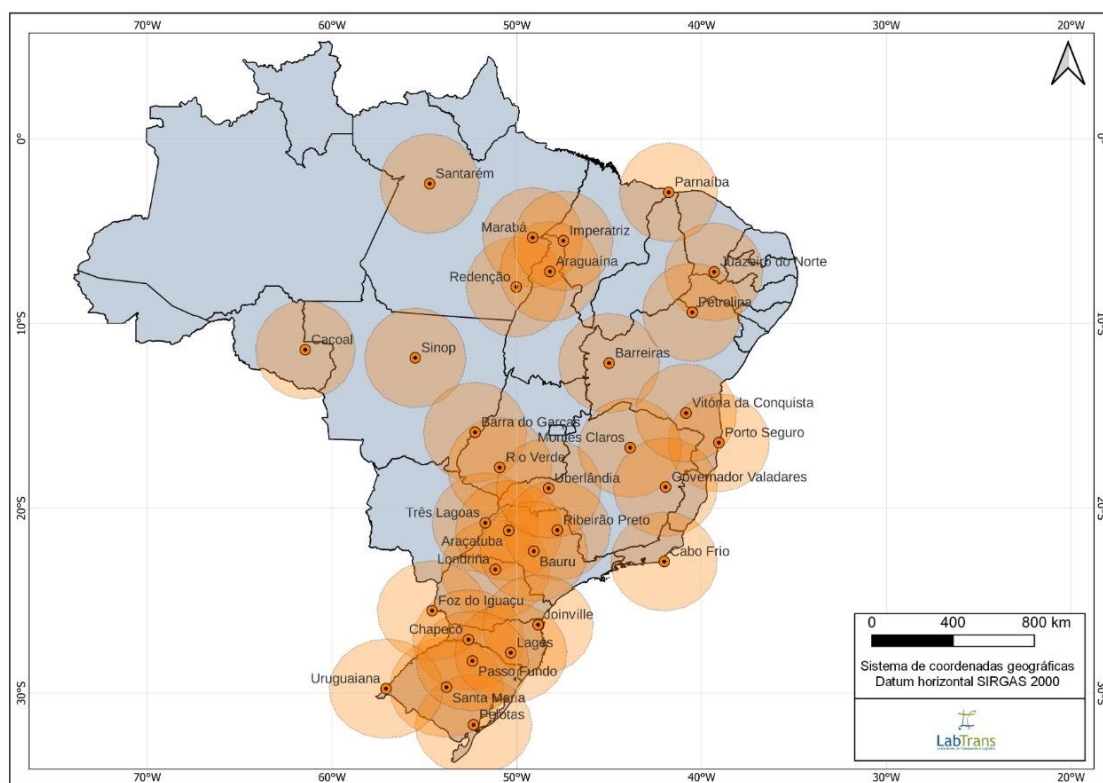 70°W 60°W 50°W 40°W 30°W 20°W
0° 0°
Santarém
Parnaíba
Marabá
Imperatriz
Araguaína
Juazeiro do Norte
Redenção
Petrolina
10°S 10°S
Cacoal
Sinop
Barreiras
Barra do Garças
Vitória da Conquista
Montes Claros
Porto Seguro
Rio Verde
Uberlândia
Governador Valadares
20°S 20°S
Três Lagoas
Ribeirão Preto
Araçatuba
Londrina
Bauru
Cabo Frio
Foz do Iguaçu
Joinville
Chapecó
Lages
Passo Fundo
Uruguaiana
Santa Maria
Pelotas
30°S 30°S
0 400 800 km
Sistema de coordenadas geográficas
Datum horizontal SIRGAS 2000
LabTrans
70°W 60°W 50°W 40°W 30°W 20°W